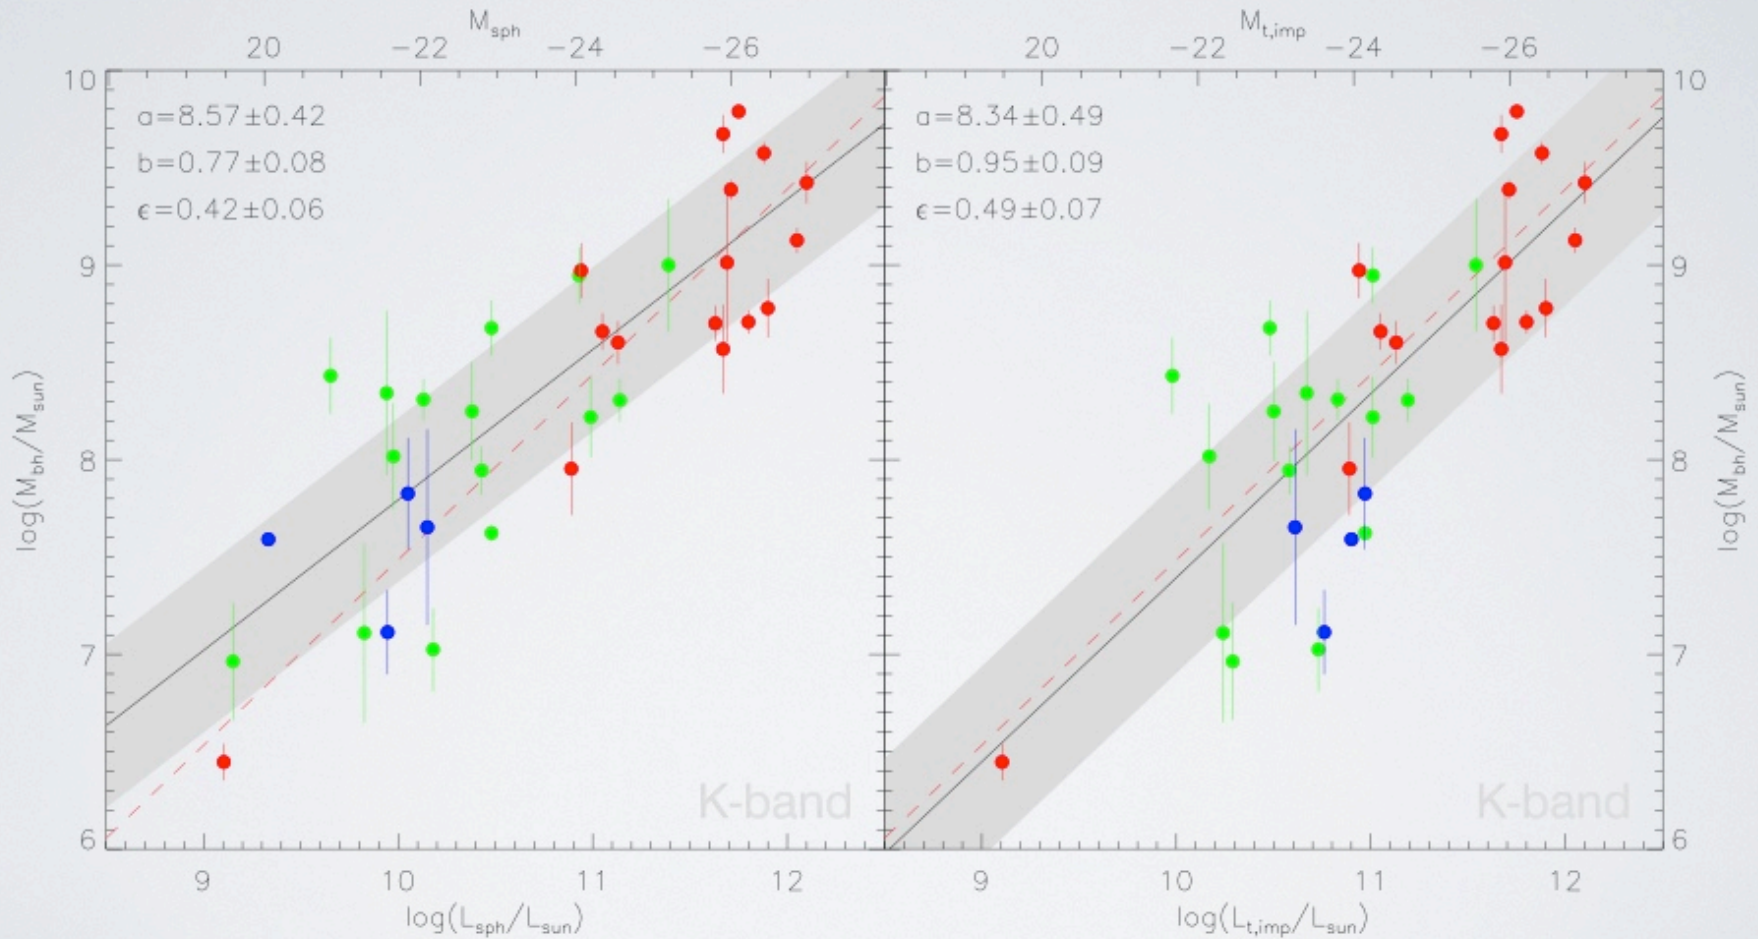 M_sph
20 −22 −24 −26
M_t,imp
20 −22 −24 −26
10
9
8
7
6
log(M_bh/M_sun)
a=8.57±0.42
b=0.77±0.08
ϵ=0.42±0.06
K-band
9 10 11 12
log(L_sph/L_sun)
a=8.34±0.49
b=0.95±0.09
ϵ=0.49±0.07
K-band
9 10 11 12
log(L_t,imp/L_sun)
10
9
8
7
6
log(M_bh/M_sun)